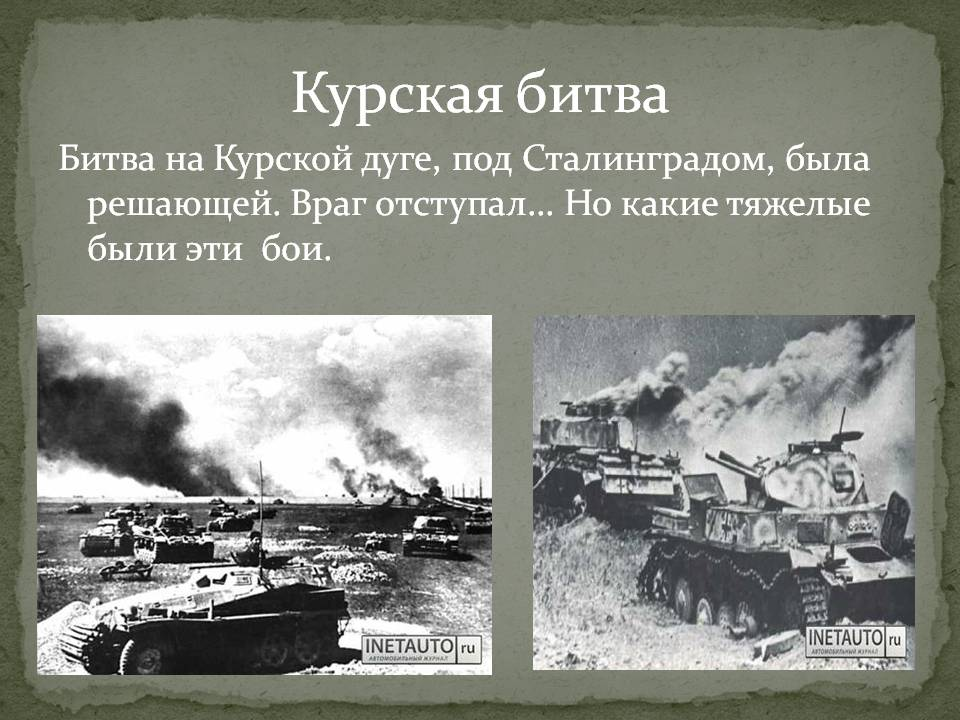 Курская битва
Битва на Курской дуге, под Сталинградом, была
решающей. Враг отступал... Но какие тяжелые
были эти  бои.
INETAUTO ru
АВТОМОБИЛЬНЫЙ ЖУРНАЛ
INETAUTO ru
АВТОМОБИЛЬНЫЙ ЖУРНАЛ